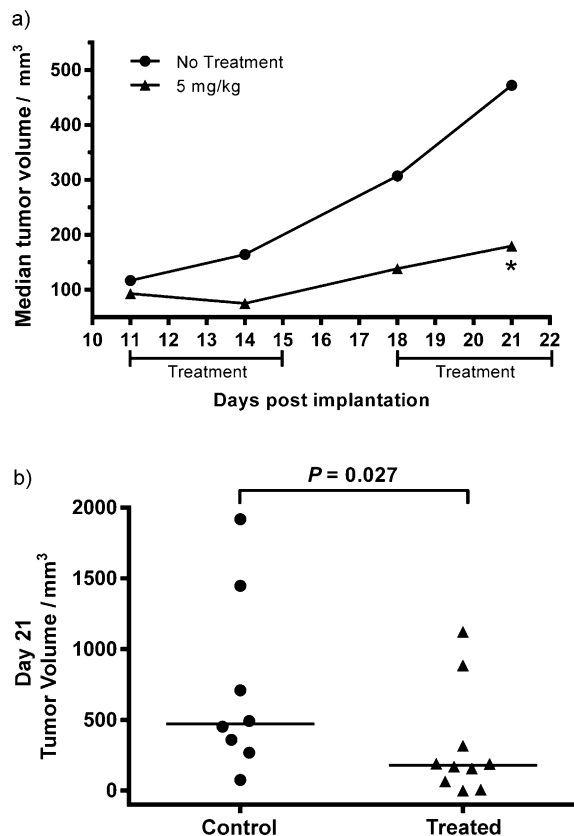 a)
Median tumor volume / mm³
500
400
300
200
100
No Treatment
5 mg/kg
*
10 11 12 13 14 15 16 17 18 19 20 21 22
Treatment Treatment
Days post implantation
b)
P = 0.027
Day 21
Tumor Volume / mm³
2000
1500
1000
500
0
Control Treated